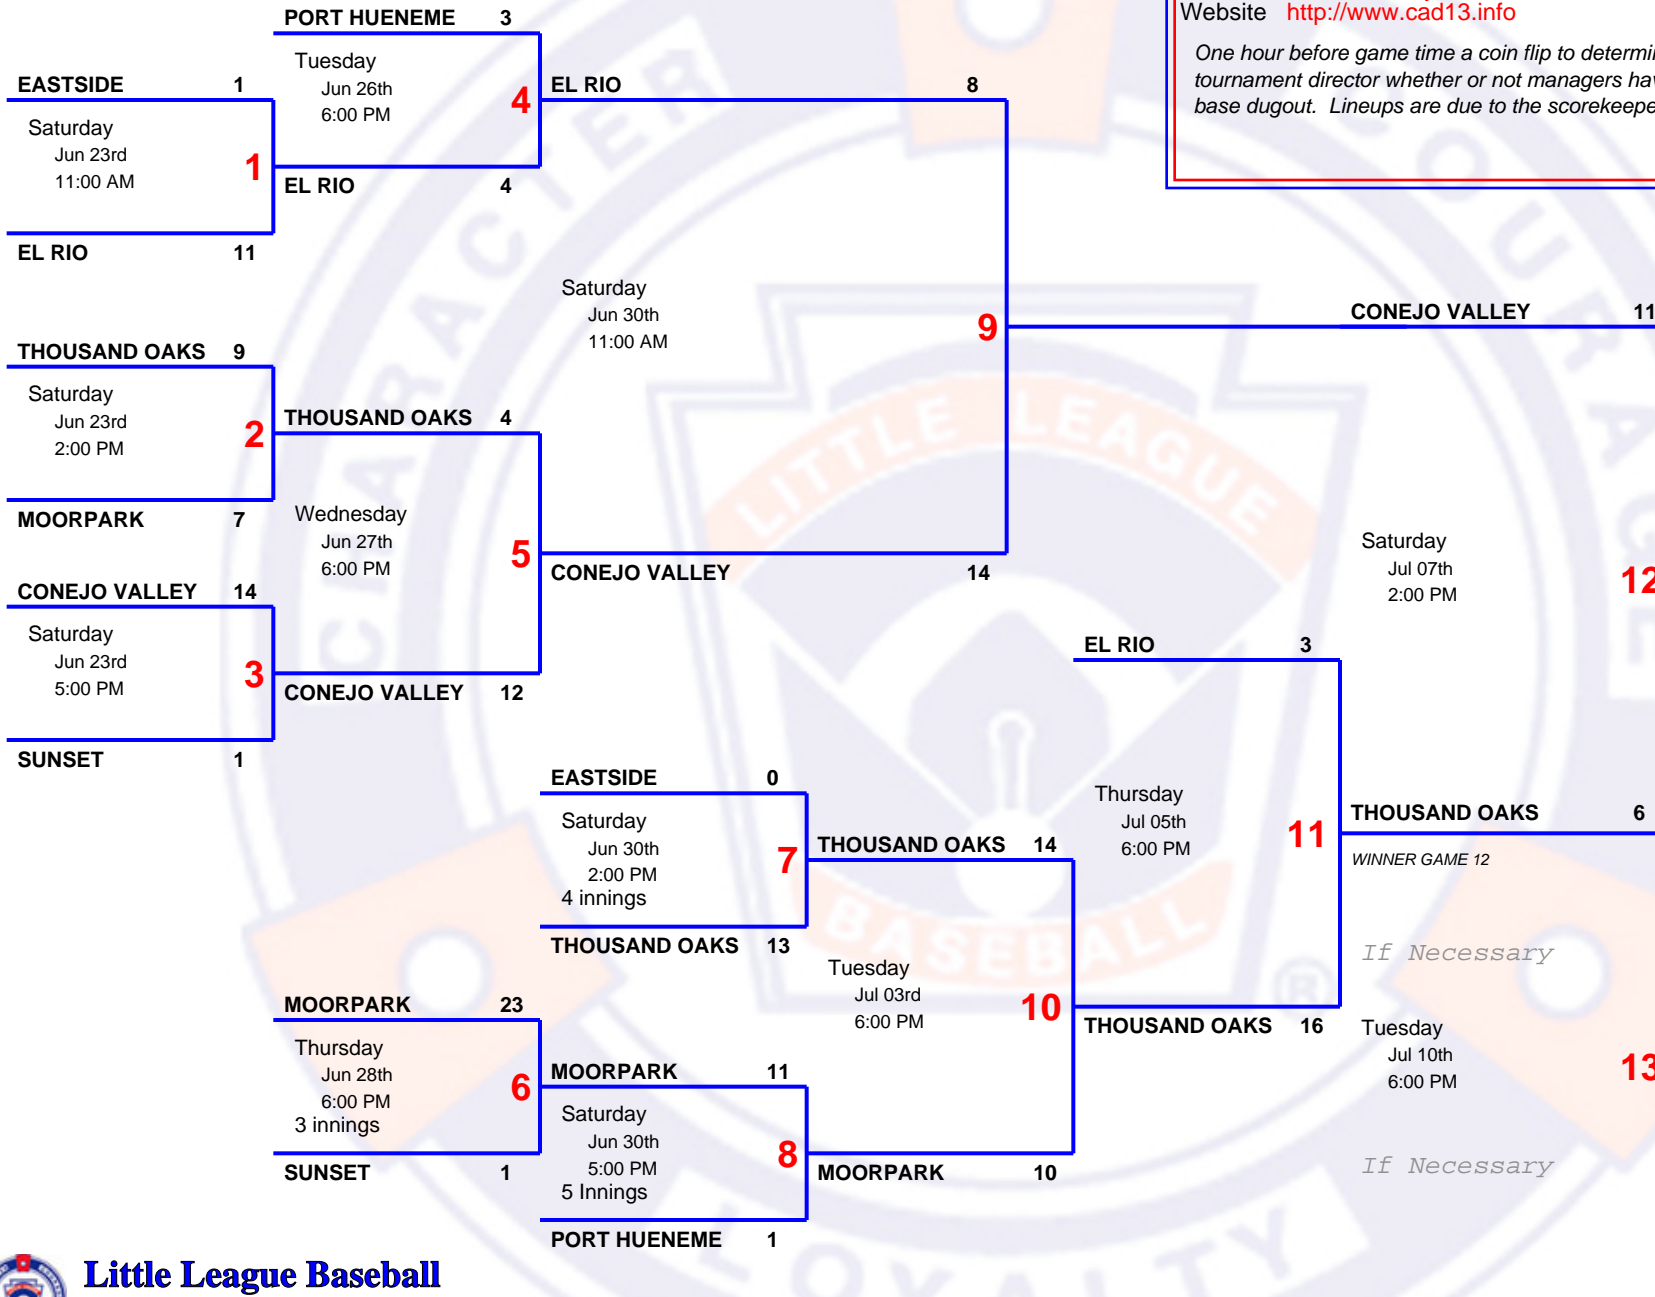 PORT HUENEME 3
Website http://www.cad13.info
One hour before game time a coin flip to determi
tournament director whether or not managers ha
base dugout. Lineups are due to the scorekeepe
Tuesday
Jun 26th
6:00 PM
EASTSIDE 1
4
EL RIO 8
Saturday
Jun 23rd
11:00 AM
1
EL RIO 4
EL RIO 11
Saturday
Jun 30th
11:00 AM
9
CONEJO VALLEY 11
THOUSAND OAKS 9
Saturday
Jun 23rd
2:00 PM
2
THOUSAND OAKS 4
MOORPARK 7
Wednesday
Jun 27th
6:00 PM
5
CONEJO VALLEY 14
CONEJO VALLEY 14
Saturday
Jun 23rd
5:00 PM
3
CONEJO VALLEY 12
SUNSET 1
Saturday
Jul 07th
2:00 PM
12
EL RIO 3
EASTSIDE 0
Saturday
Jun 30th
2:00 PM
4 innings
7
THOUSAND OAKS 14
THOUSAND OAKS 13
Thursday
Jul 05th
6:00 PM
11
THOUSAND OAKS 6
WINNER GAME 12
If Necessary
Tuesday
Jul 03rd
6:00 PM
10
THOUSAND OAKS 16
MOORPARK 23
Thursday
Jun 28th
6:00 PM
3 innings
6
MOORPARK 11
SUNSET 1
Saturday
Jun 30th
5:00 PM
5 Innings
8
MOORPARK 10
PORT HUENEME 1
Tuesday
Jul 10th
6:00 PM
13
If Necessary
CHARACTER
COURAGE
LOYALTY
LITTLE LEAGUE
BASEBALL
®
Little League Baseball